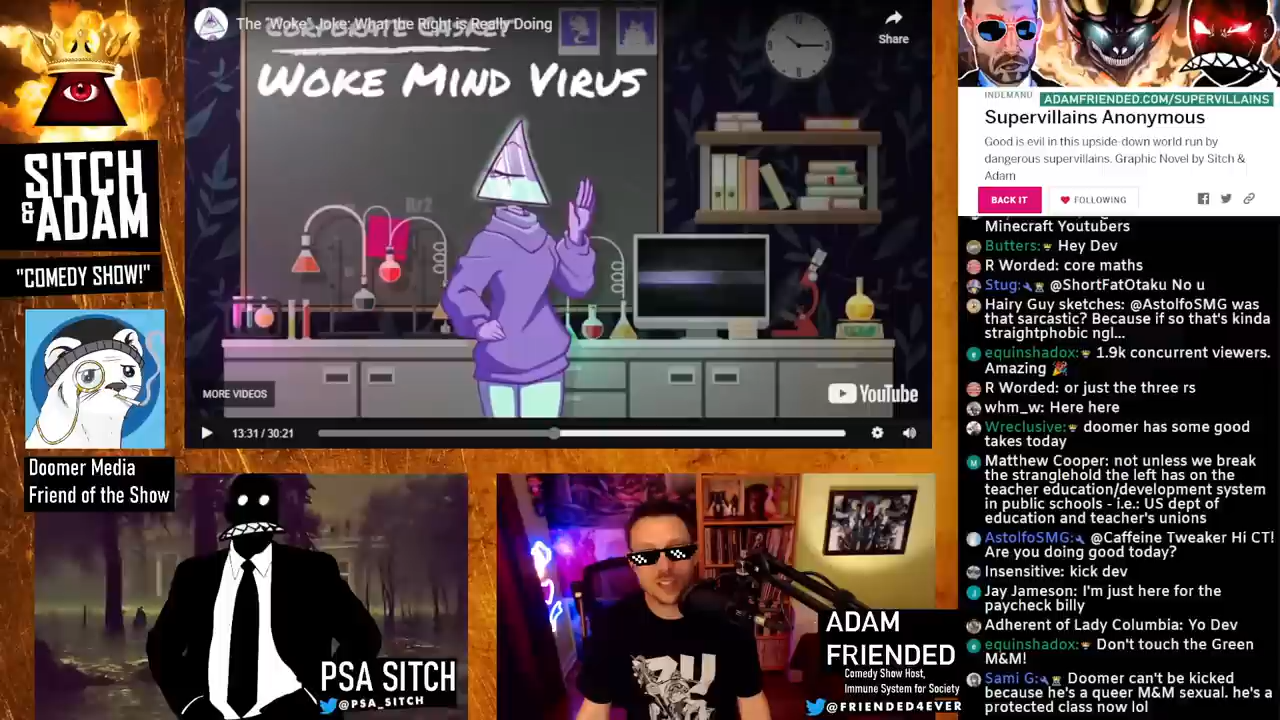 SITCH
& ADAM
"COMEDY SHOW!"
Doomer Media
Friend of the Show
The "Woke" Joke: What the Right is Really Doing
CORPORATE CASKET
WOKE MIND VIRUS
Share
MORE VIDEOS
YouTube
13:31 / 30:21
PSA SITCH
@PSA_SITCH
ADAM
FRIENDED
Comedy Show Host,
Immune System for Society
@FRIENDED4EVER
INDEMAND
ADAMFRIENDED.COM/SUPERVILLAINS
Supervillains Anonymous
Good is evil in this upside-down world run by
dangerous supervillains. Graphic Novel by Sitch &
Adam
BACK IT
FOLLOWING
Minecraft Youtubers
Butters: Hey Dev
R Worded: core maths
Stug: @ShortFatOtaku No u
Hairy Guy sketches: @AstolfoSMG was
that sarcastic? Because if so that's kinda
straightphobic ngl...
equinshadox: 1.9k concurrent viewers.
Amazing 🎉
R Worded: or just the three rs
whm_w: Here here
Wreclusive: doomer has some good
takes today
Matthew Cooper: not unless we break
the stranglehold the left has on the
teacher education/development system
in public schools - i.e.: US dept of
education and teacher's unions
AstolfoSMG: @Caffeine Tweaker Hi CT!
Are you doing good today?
Insensitive: kick dev
Jay Jameson: I'm just here for the
paycheck billy
Adherent of Lady Columbia: Yo Dev
equinshadox: Don't touch the Green
M&M!
Sami G: Doomer can't be kicked
because he's a queer M&M sexual. he's a
protected class now lol